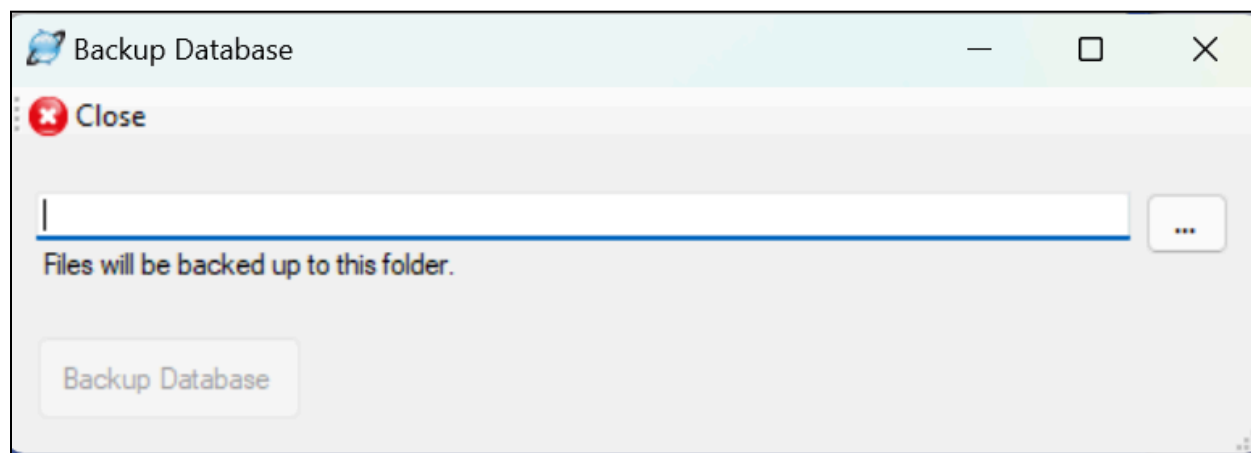 Backup Database
Close
...
Files will be backed up to this folder.
Backup Database